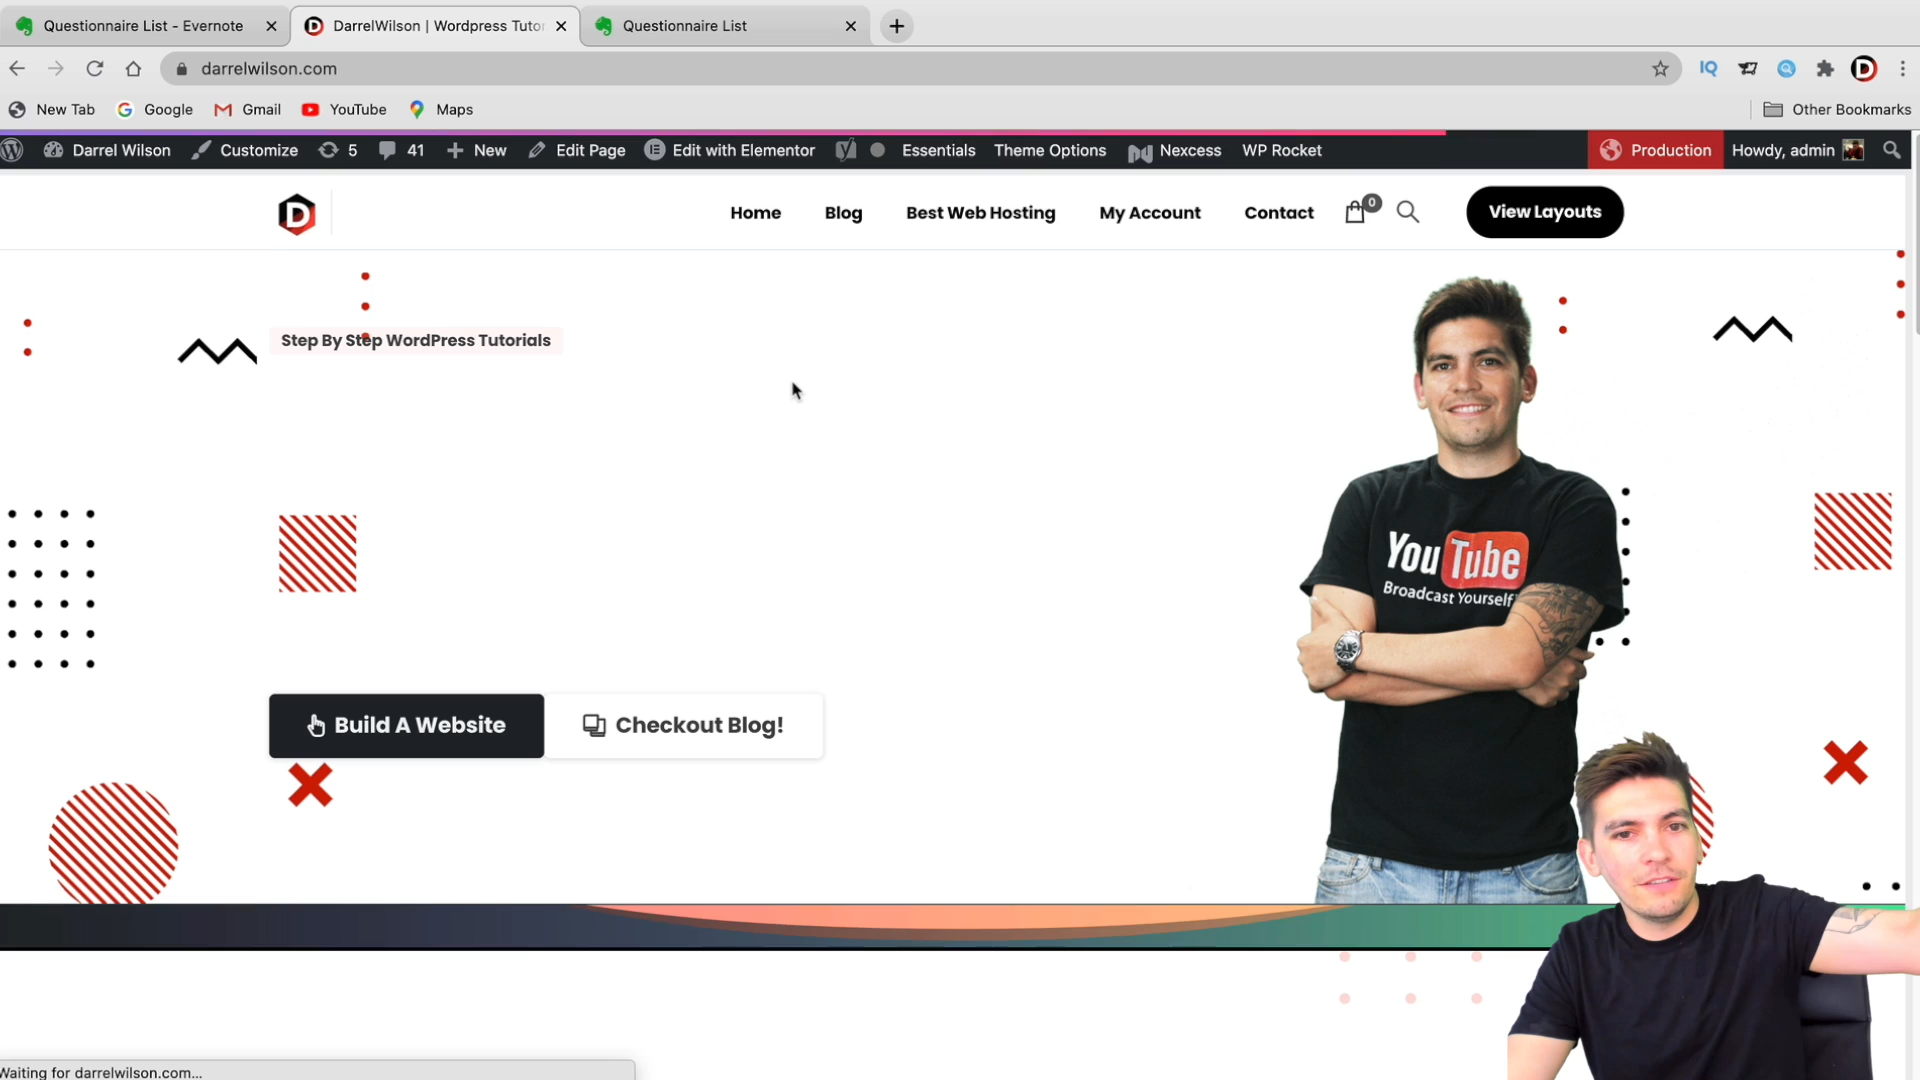 Questionnaire List - Evernote
DarrelWilson | Wordpress Tutor
Questionnaire List
darrelwilson.com
IQ
D
New Tab
Google
Gmail
YouTube
Maps
Other Bookmarks
Darrel Wilson
Customize
5
41
New
Edit Page
Edit with Elementor
Essentials
Theme Options
Nexcess
WP Rocket
Production
Howdy, admin
D
Home
Blog
Best Web Hosting
My Account
Contact
0
View Layouts
Step By Step WordPress Tutorials
YouTube
Broadcast Yourself
Build A Website
Checkout Blog!
Waiting for darrelwilson.com...